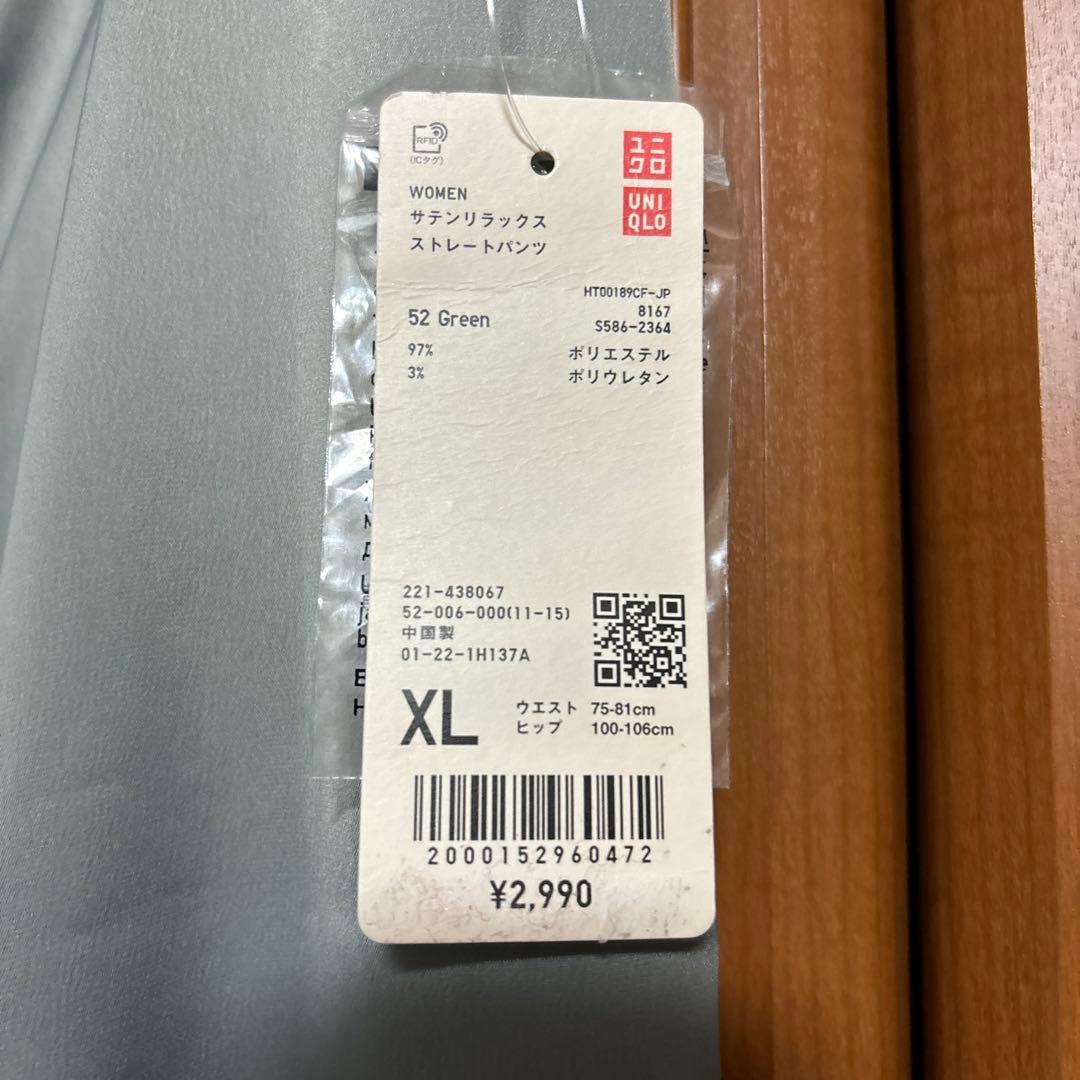 RFID
(ICタグ)
ユニ
クロ
UNI
QLO
WOMEN
サテンリラックス
ストレートパンツ
HT00189CF-JP
52 Green
8167
S586-2364
97% ポリエステル
3% ポリウレタン
221-438067
52-006-000(11-15)
中国製
01-22-1H137A
XL
ウエスト 75-81cm
ヒップ 100-106cm
2000152960472
¥2,990